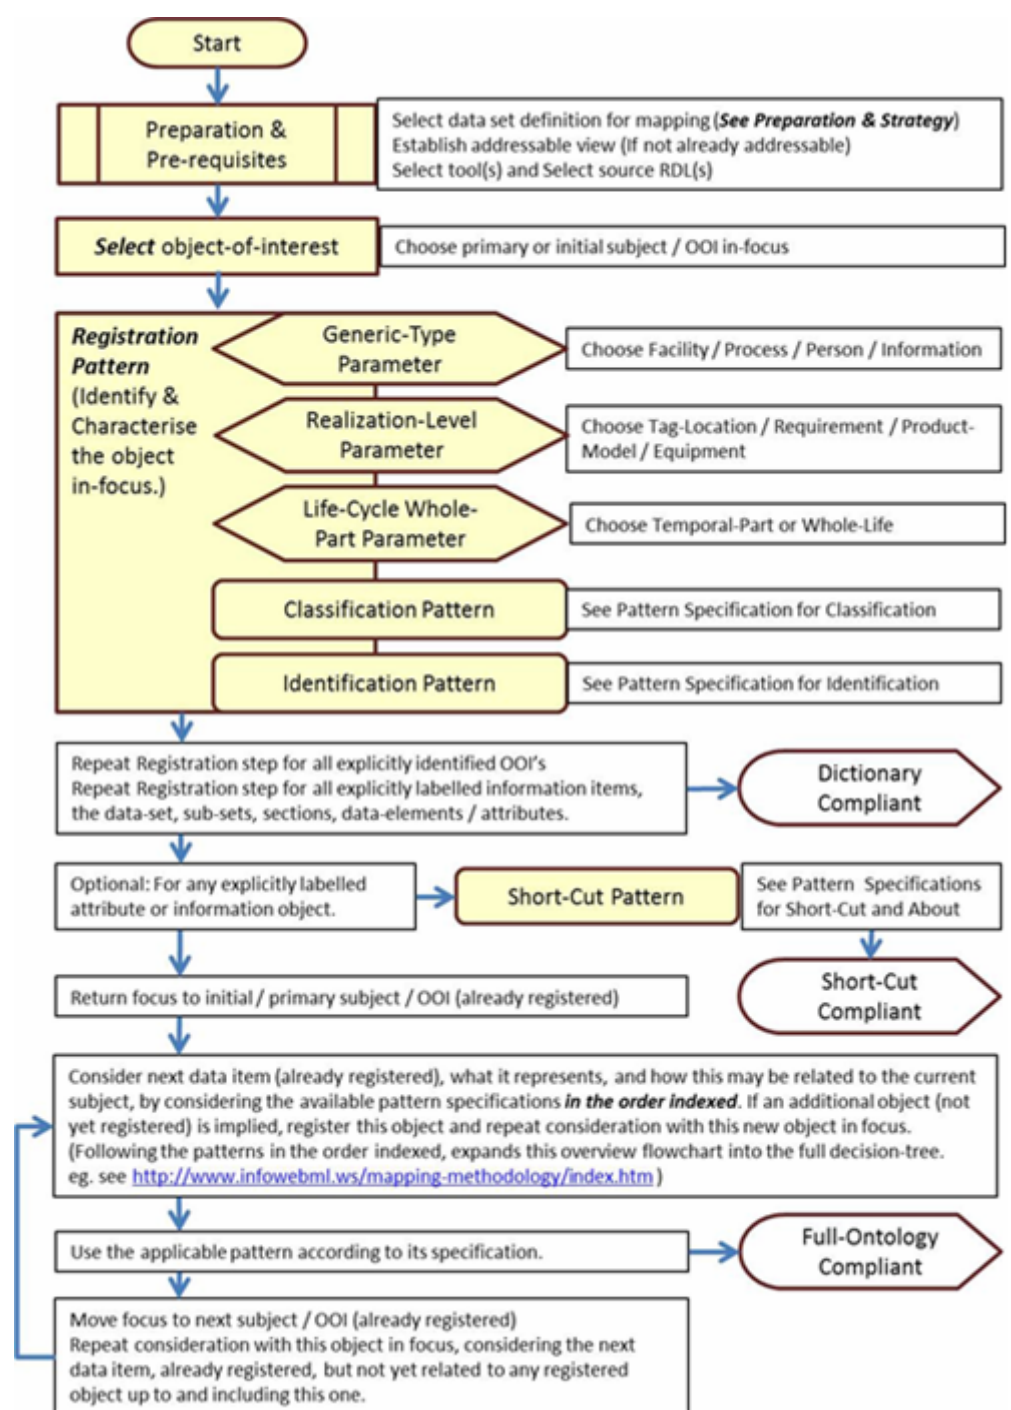 Start
Preparation &
Pre-requisites
Select data set definition for mapping (See Preparation & Strategy)
Establish addressable view (If not already addressable)
Select tool(s) and Select source RDL(s)
Select object-of-interest
Choose primary or initial subject / OOI in-focus
Registration
Pattern
(Identify &
Characterise
the object
in-focus.)
Generic-Type
Parameter
Choose Facility / Process / Person / Information
Realization-Level
Parameter
Choose Tag-Location / Requirement / Product-
Model / Equipment
Life-Cycle Whole-
Part Parameter
Choose Temporal-Part or Whole-Life
Classification Pattern
See Pattern Specification for Classification
Identification Pattern
See Pattern Specification for Identification
Repeat Registration step for all explicitly identified OOI's
Repeat Registration step for all explicitly labelled information items,
the data-set, sub-sets, sections, data-elements / attributes.
Dictionary
Compliant
Optional: For any explicitly labelled
attribute or information object.
Short-Cut Pattern
See Pattern Specifications
for Short-Cut and About
Short-Cut
Compliant
Return focus to initial / primary subject / OOI (already registered)
Consider next data item (already registered), what it represents, and how this may be related to the current
subject, by considering the available pattern specifications in the order indexed. If an additional object (not
yet registered) is implied, register this object and repeat consideration with this new object in focus.
(Following the patterns in the order indexed, expands this overview flowchart into the full decision-tree.
eg. see http://www.infowebml.ws/mapping-methodology/index.htm )
Use the applicable pattern according to its specification.
Full-Ontology
Compliant
Move focus to next subject / OOI (already registered)
Repeat consideration with this object in focus, considering the next
data item, already registered, but not yet related to any registered
object up to and including this one.